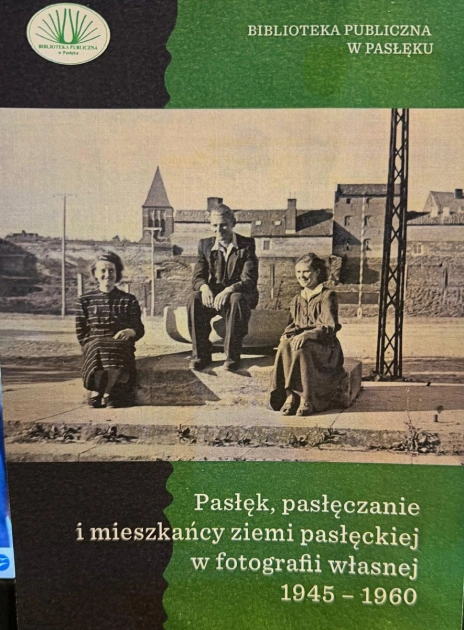 BIBLIOTEKA PUBLICZNA
w Pasłęku
BIBLIOTEKA PUBLICZNA
W PASŁĘKU
Pasłęk, pasłęczanie
i mieszkańcy ziemi pasłęckiej
w fotografii własnej
1945 – 1960